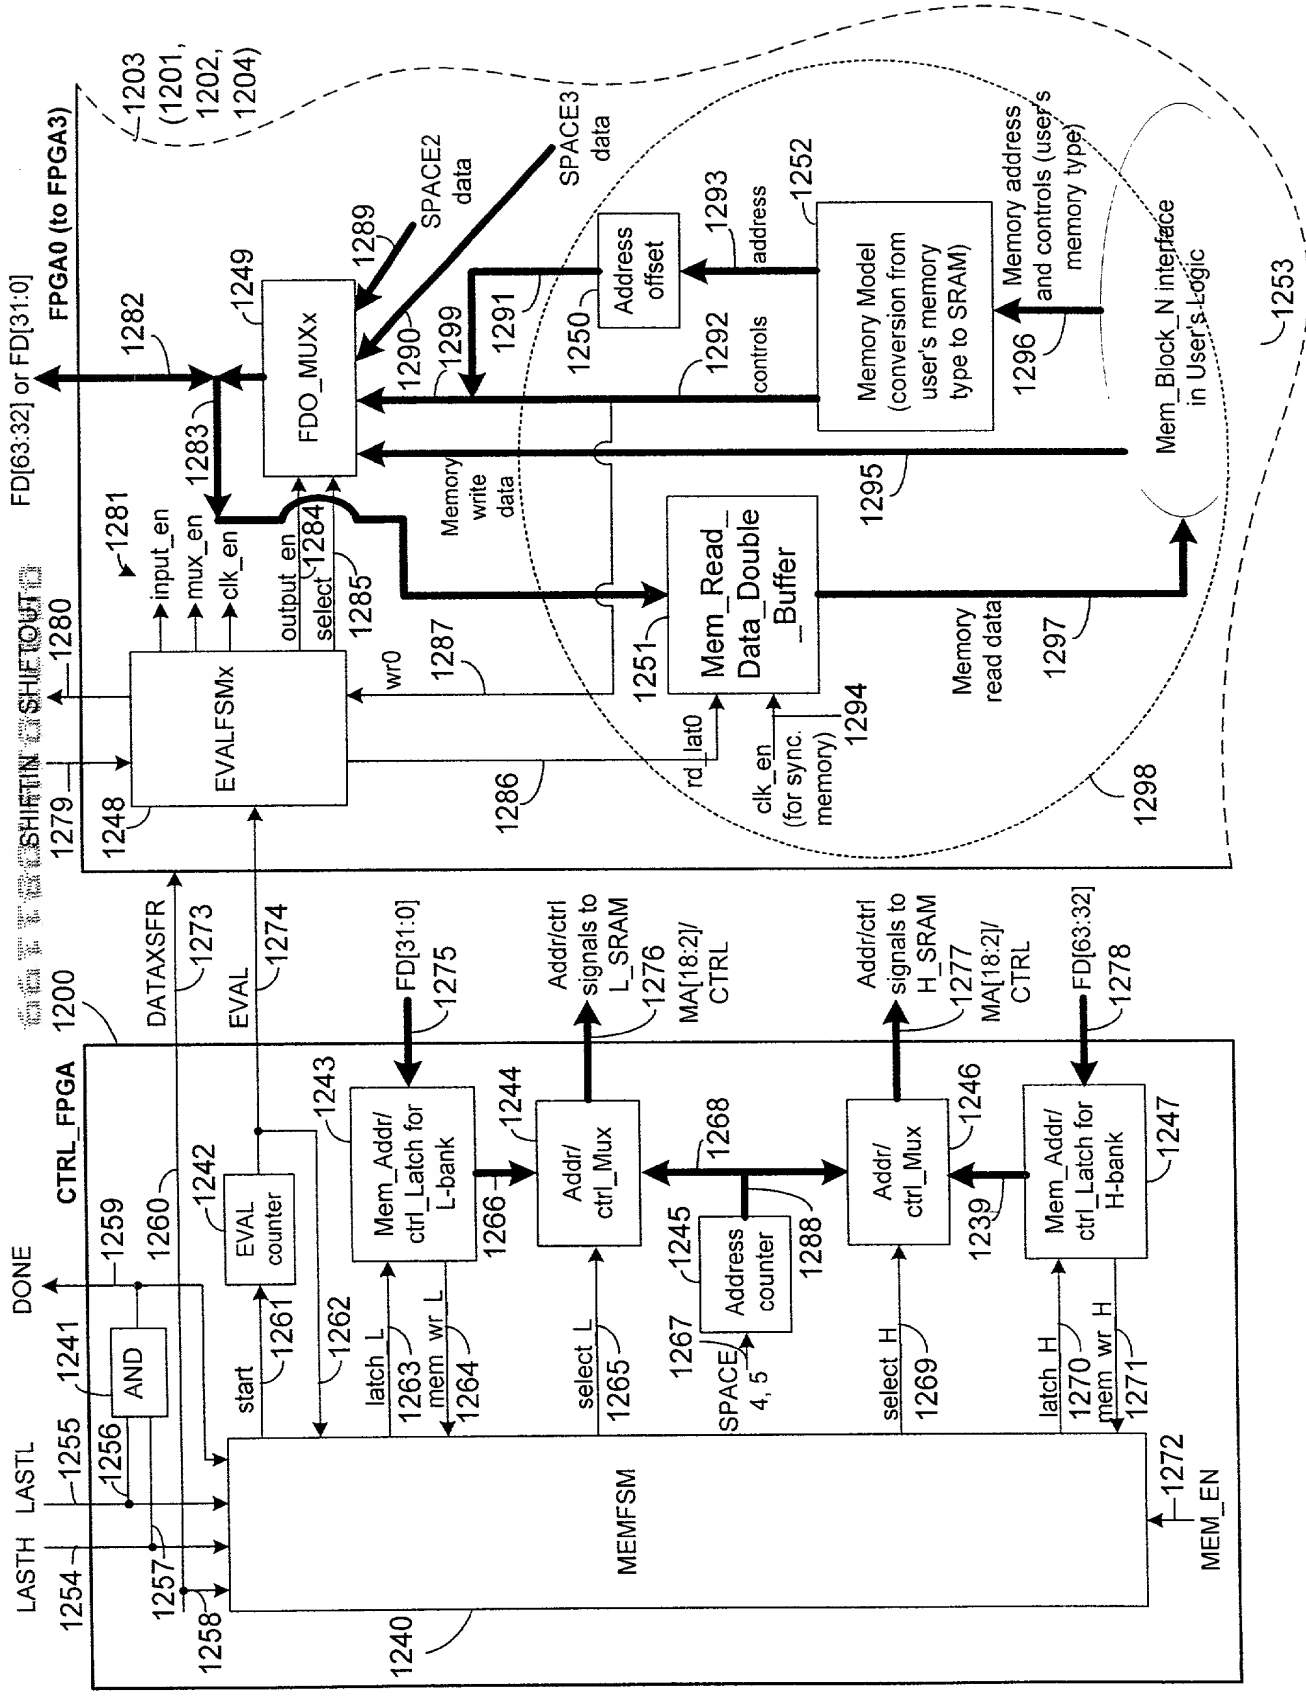 LASTH
LASTL
DONE
1254
1255
1256
1257
1258
1241
AND
1259
1260
CTRL_FPGA
1200
DATAXSFR
1273
EVAL
1274
1240
MEMFSM
start
1261
1262
1242
EVAL
counter
latch_L
1263
mem_wr_L
1264
1243
Mem_Addr/
ctrl_Latch for
L-bank
FD[31:0]
1275
1266
select_L
1265
1244
Addr/
ctrl_Mux
Addr/ctrl
signals to
L_SRAM
1276
MA[18:2]/
CTRL
1267
SPACE
4, 5
1245
Address
counter
1288
1268
select_H
1269
1246
Addr/
ctrl_Mux
Addr/ctrl
signals to
H_SRAM
1277
MA[18:2]/
CTRL
1239
latch_H
1270
mem_wr_H
1271
1247
Mem_Addr/
ctrl_Latch for
H-bank
FD[63:32]
1278
1272
MEM_EN
SHIFTIN
SHIFTOUT
1279
1280
1248
EVALFSMx
1281
input_en
mux_en
clk_en
output_en
1284
select
1285
wr0
1287
1286
rd_lat0
FD[63:32] or FD[31:0]
1282
1283
FPGA0 (to FPGA3)
1203
(1201,
1202,
1204)
1249
FDO_MUXx
1289
SPACE2
data
1290
SPACE3
data
1299
1291
Memory
write
data
1250
Address
offset
1293
address
1292
controls
1251
Mem_Read_
Data_Double
_Buffer
clk_en
(for sync.
memory)
1294
1295
1252
Memory Model
(conversion from
user's memory
type to SRAM)
Memory
read data
1297
1296
Memory address
and controls (user's
memory type)
Mem_Block_N interface
in User's Logic
1298
1253